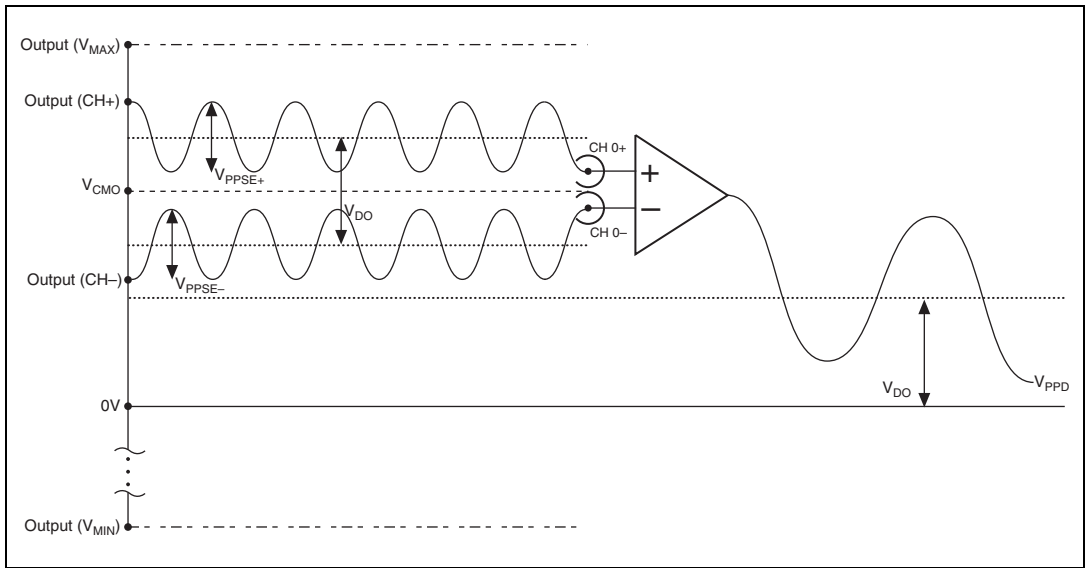 Output (VMAX)
Output (CH+)
VPPSE+
CH 0+
+
VCMO
VDO
−
CH 0–
Output (CH–)
VPPSE–
VDO
VPPD
0V
Output (VMIN)